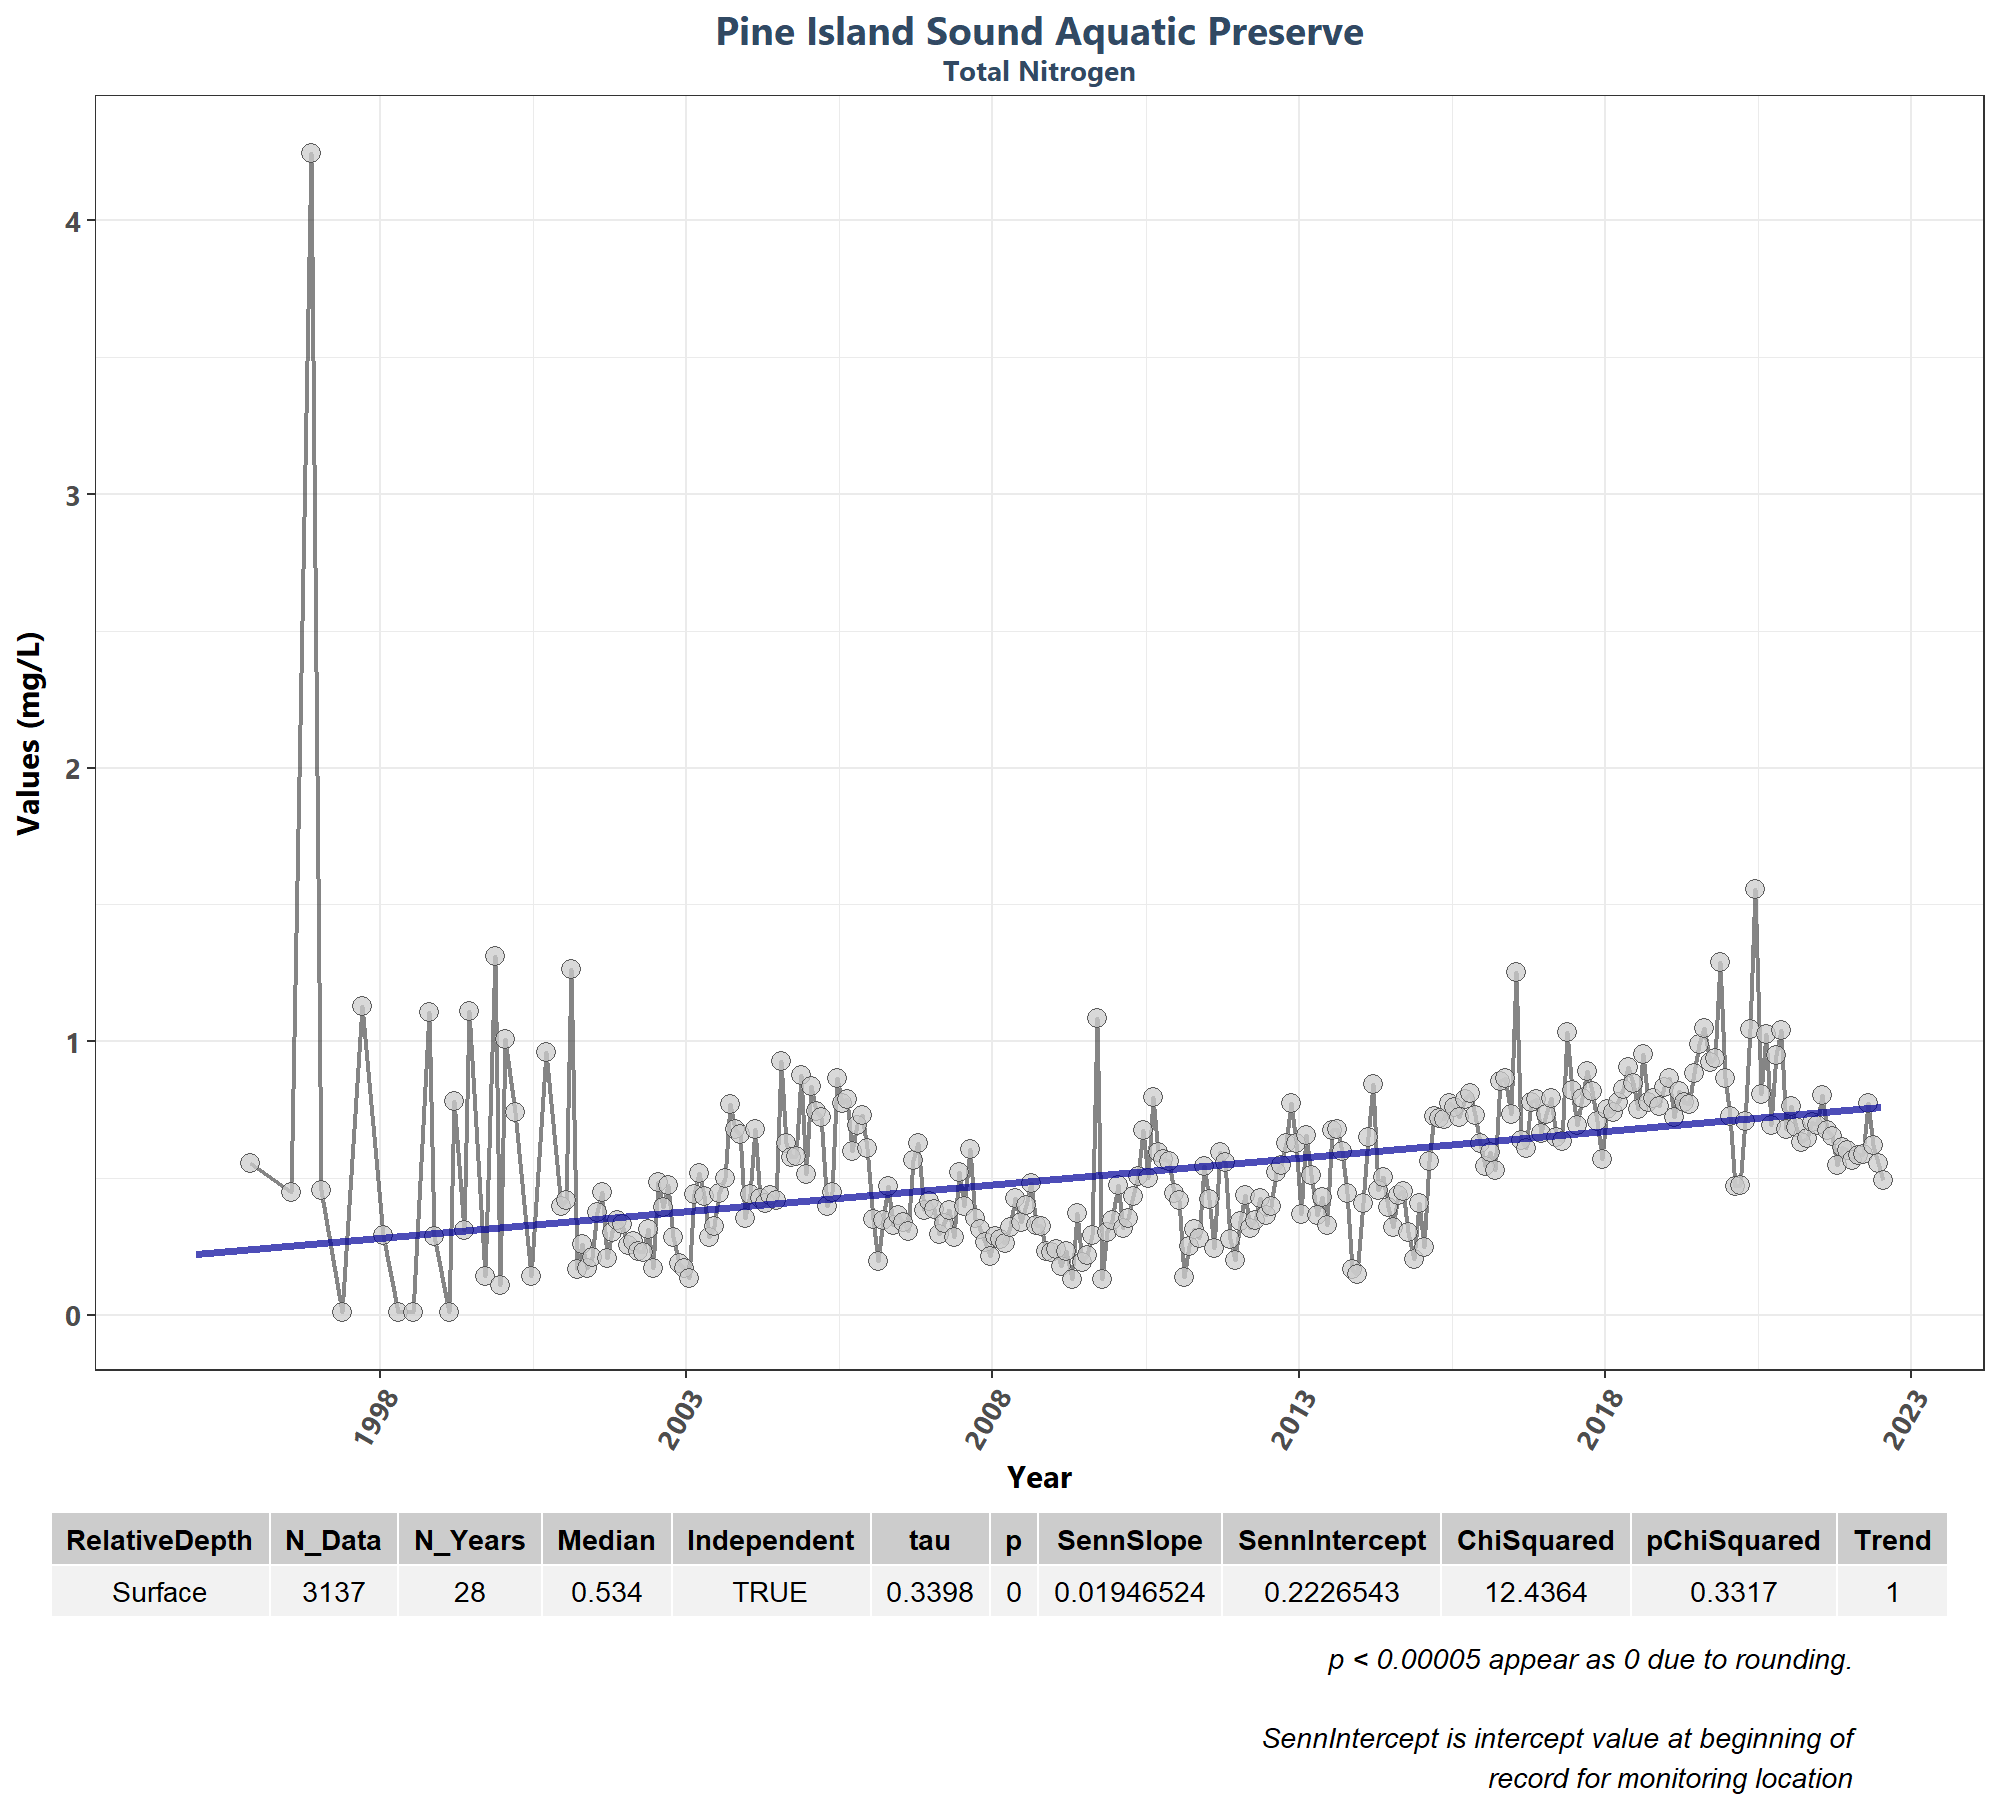 Pine Island Sound Aquatic Preserve
Total Nitrogen
Values (mg/L)
4
3
2
1
0
1998 2003 2008 2013 2018 2023
Year
RelativeDepth N_Data N_Years Median Independent tau p SennSlope SennIntercept ChiSquared pChiSquared Trend
Surface 3137 28 0.534 TRUE 0.3398 0 0.01946524 0.2226543 12.4364 0.3317 1
p < 0.00005 appear as 0 due to rounding.
SennIntercept is intercept value at beginning of
record for monitoring location